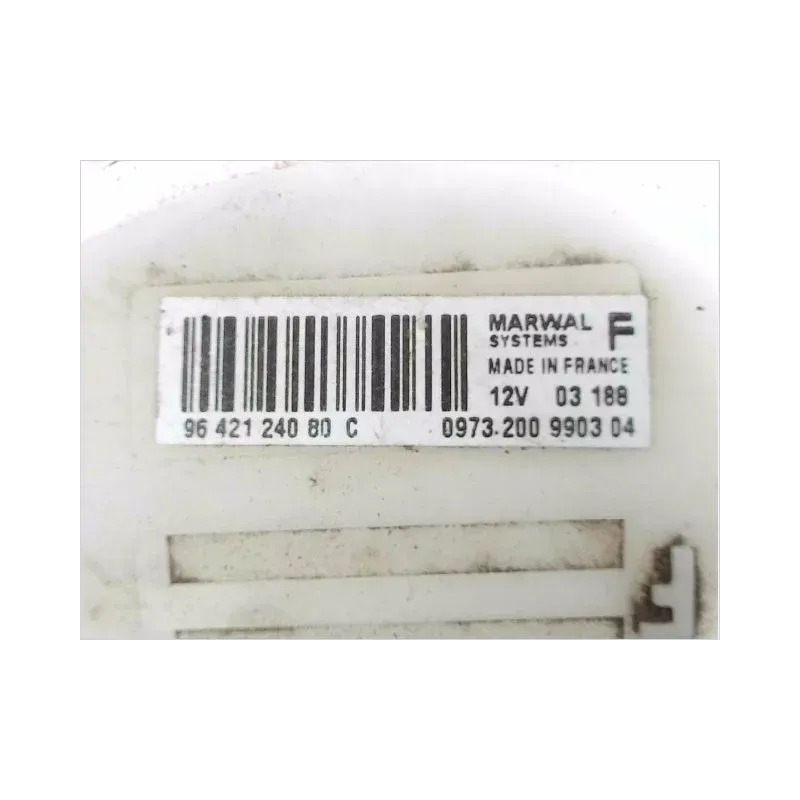 MARWAL F
SYSTEMS
MADE IN FRANCE
12V 03 188
96 421 240 80 C 0973.200 9903 04